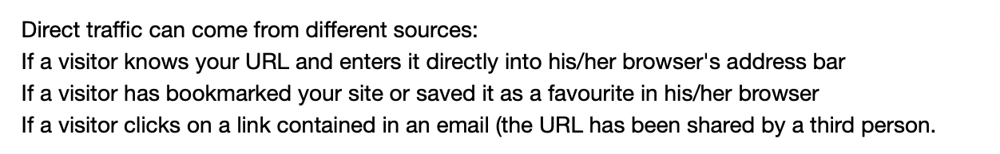 Direct traffic can come from different sources:
If a visitor knows your URL and enters it directly into his/her browser's address bar
If a visitor has bookmarked your site or saved it as a favourite in his/her browser
If a visitor clicks on a link contained in an email (the URL has been shared by a third person.